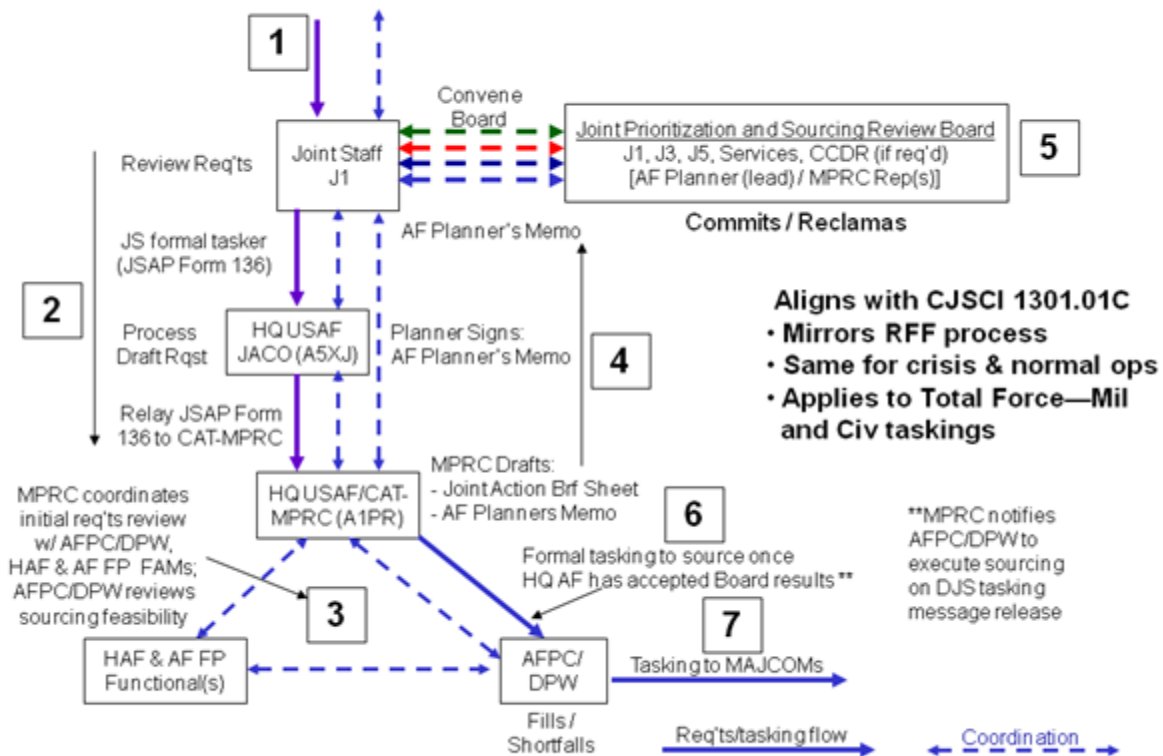 1
Convene
Board
Review Req'ts
Joint Staff
J1
Joint Prioritization and Sourcing Review Board
J1, J3, J5, Services, CCDR (if req'd)
[AF Planner (lead) / MPRC Rep(s)]
5
Commits / Reclamas
JS formal tasker
(JSAP Form 136)
AF Planner's Memo
2
Process
Draft Rqst
HQ USAF
JACO (A5XJ)
Planner Signs:
AF Planner's Memo
4
Aligns with CJSCI 1301.01C
• Mirrors RFF process
• Same for crisis & normal ops
• Applies to Total Force—Mil
and Civ taskings
Relay JSAP Form
136 to CAT-MPRC
HQ USAF/CAT-
MPRC (A1PR)
MPRC Drafts:
- Joint Action Brf Sheet
- AF Planners Memo
MPRC coordinates
initial req'ts review
w/ AFPC/DPW,
HAF & AF FP FAMs;
AFPC/DPW reviews
sourcing feasibility
3
6
Formal tasking to source once
HQ AF has accepted Board results **
**MPRC notifies
AFPC/DPW to
execute sourcing
on DJS tasking
message release
7
HAF & AF FP
Functional(s)
AFPC/
DPW
Tasking to MAJCOMs
Fills /
Shortfalls
Req'ts/tasking flow
Coordination